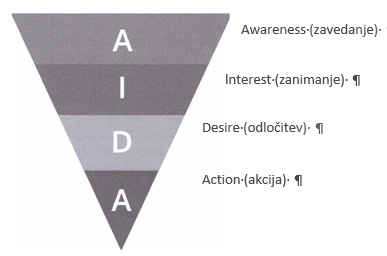 A Awareness (zavedanje)
I Interest (zanimanje) ¶
D Desire (odločitev) ¶
A Action (akcija) ¶